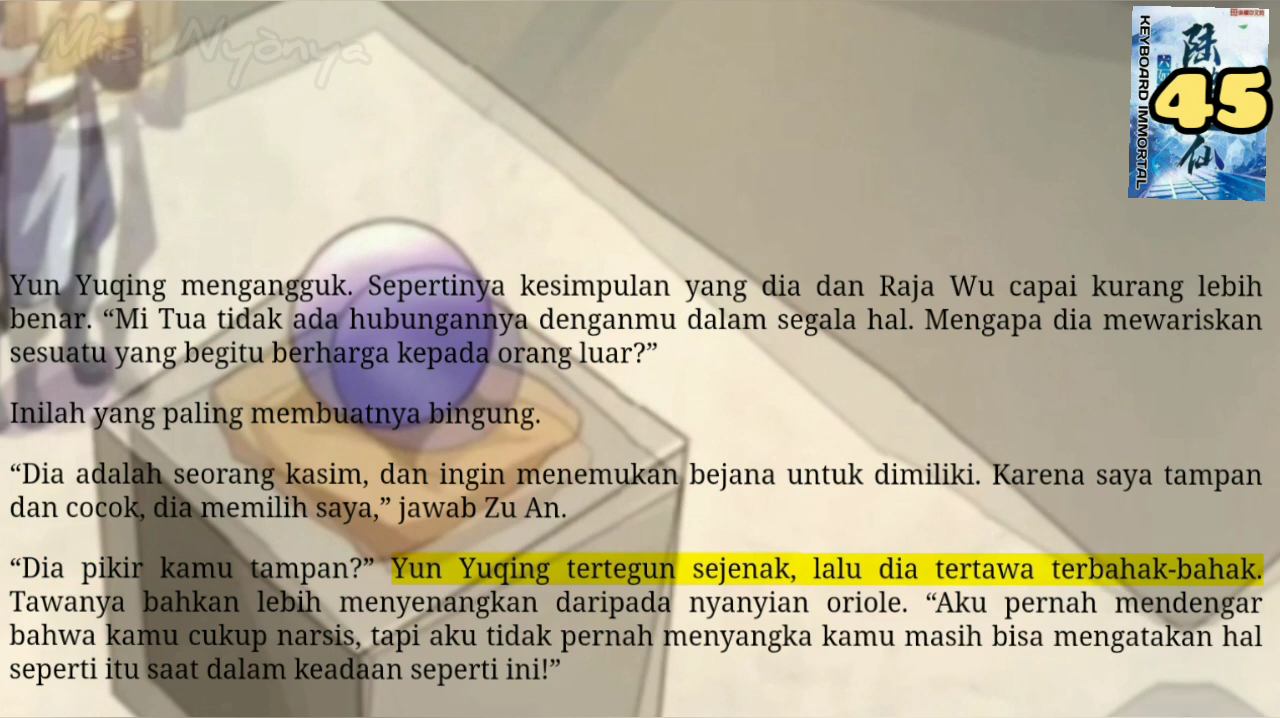 Misi Nyonya
KEYBOARD IMMORTAL
45
Yun Yuqing mengangguk. Sepertinya kesimpulan yang dia dan Raja Wu capai kurang lebih
benar. “Mi Tua tidak ada hubungannya denganmu dalam segala hal. Mengapa dia mewariskan
sesuatu yang begitu berharga kepada orang luar?”
Inilah yang paling membuatnya bingung.
“Dia adalah seorang kasim, dan ingin menemukan bejana untuk dimiliki. Karena saya tampan
dan cocok, dia memilih saya,” jawab Zu An.
“Dia pikir kamu tampan?” Yun Yuqing tertegun sejenak, lalu dia tertawa terbahak-bahak.
Tawanya bahkan lebih menyenangkan daripada nyanyian oriole. “Aku pernah mendengar
bahwa kamu cukup narsis, tapi aku tidak pernah menyangka kamu masih bisa mengatakan hal
seperti itu saat dalam keadaan seperti ini!”